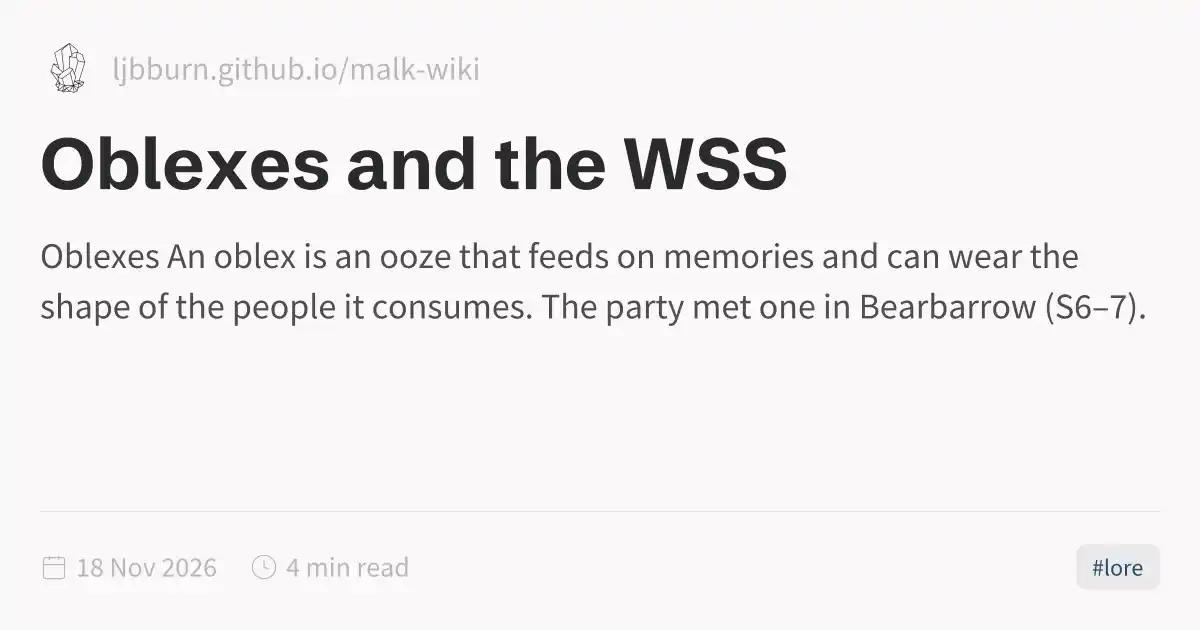 ljbburn.github.io/malk-wiki
Oblexes and the WSS
Oblexes An oblex is an ooze that feeds on memories and can wear the
shape of the people it consumes. The party met one in Bearbarrow (S6–7).
18 Nov 2026 4 min read #lore